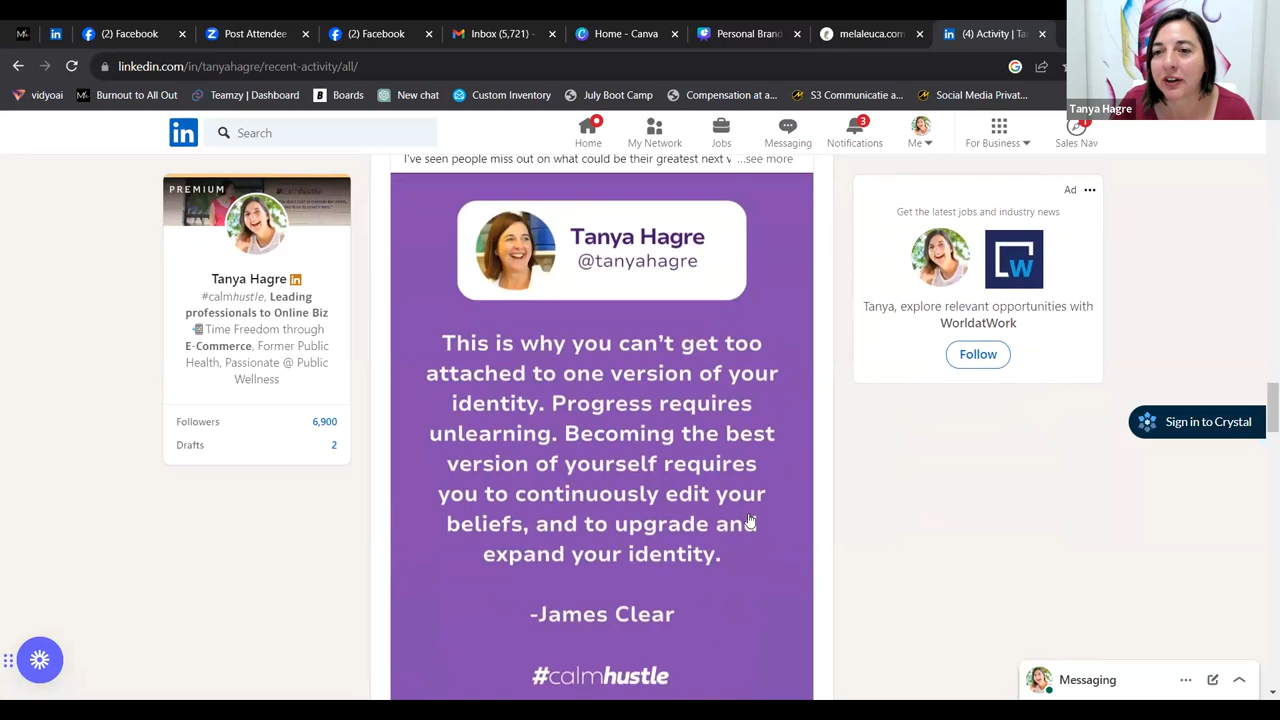 (2) Facebook
Post Attendee
(2) Facebook
Inbox (5,721) -
Home - Canva
Personal Brand
melaleuca.com
(4) Activity | Ta
linkedin.com/in/tanyahagre/recent-activity/all/
Tanya Hagre
vidyoai
Burnout to All Out
Teamzy | Dashboard
Boards
New chat
Custom Inventory
July Boot Camp
Compensation at a...
S3 Communicatie a...
Social Media Privat...
in
Search
Home
My Network
Jobs
Messaging
3
Notifications
Me
For Business
Sales Nav
I've seen people miss out on what could be their greatest next v ...see more
PREMIUM
Tanya Hagre
#calmhustle, Leading
professionals to Online Biz
Time Freedom through
E-Commerce, Former Public
Health, Passionate @ Public
Wellness
Followers 6,900
Drafts 2
Tanya Hagre
@tanyahagre
This is why you can't get too
attached to one version of your
identity. Progress requires
unlearning. Becoming the best
version of yourself requires
you to continuously edit your
beliefs, and to upgrade and
expand your identity.
-James Clear
#calmhustle
Ad
Get the latest jobs and industry news
W
Tanya, explore relevant opportunities with
WorldatWork
Follow
Sign in to Crystal
Messaging